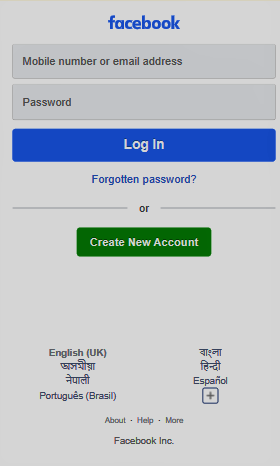 facebook
Mobile number or email address
Password
Log In
Forgotten password?
or
Create New Account
English (UK)
বাংলা
অসমীয়া
हिन्दी
नेपाली
Español
Português (Brasil)
About · Help · More
Facebook Inc.